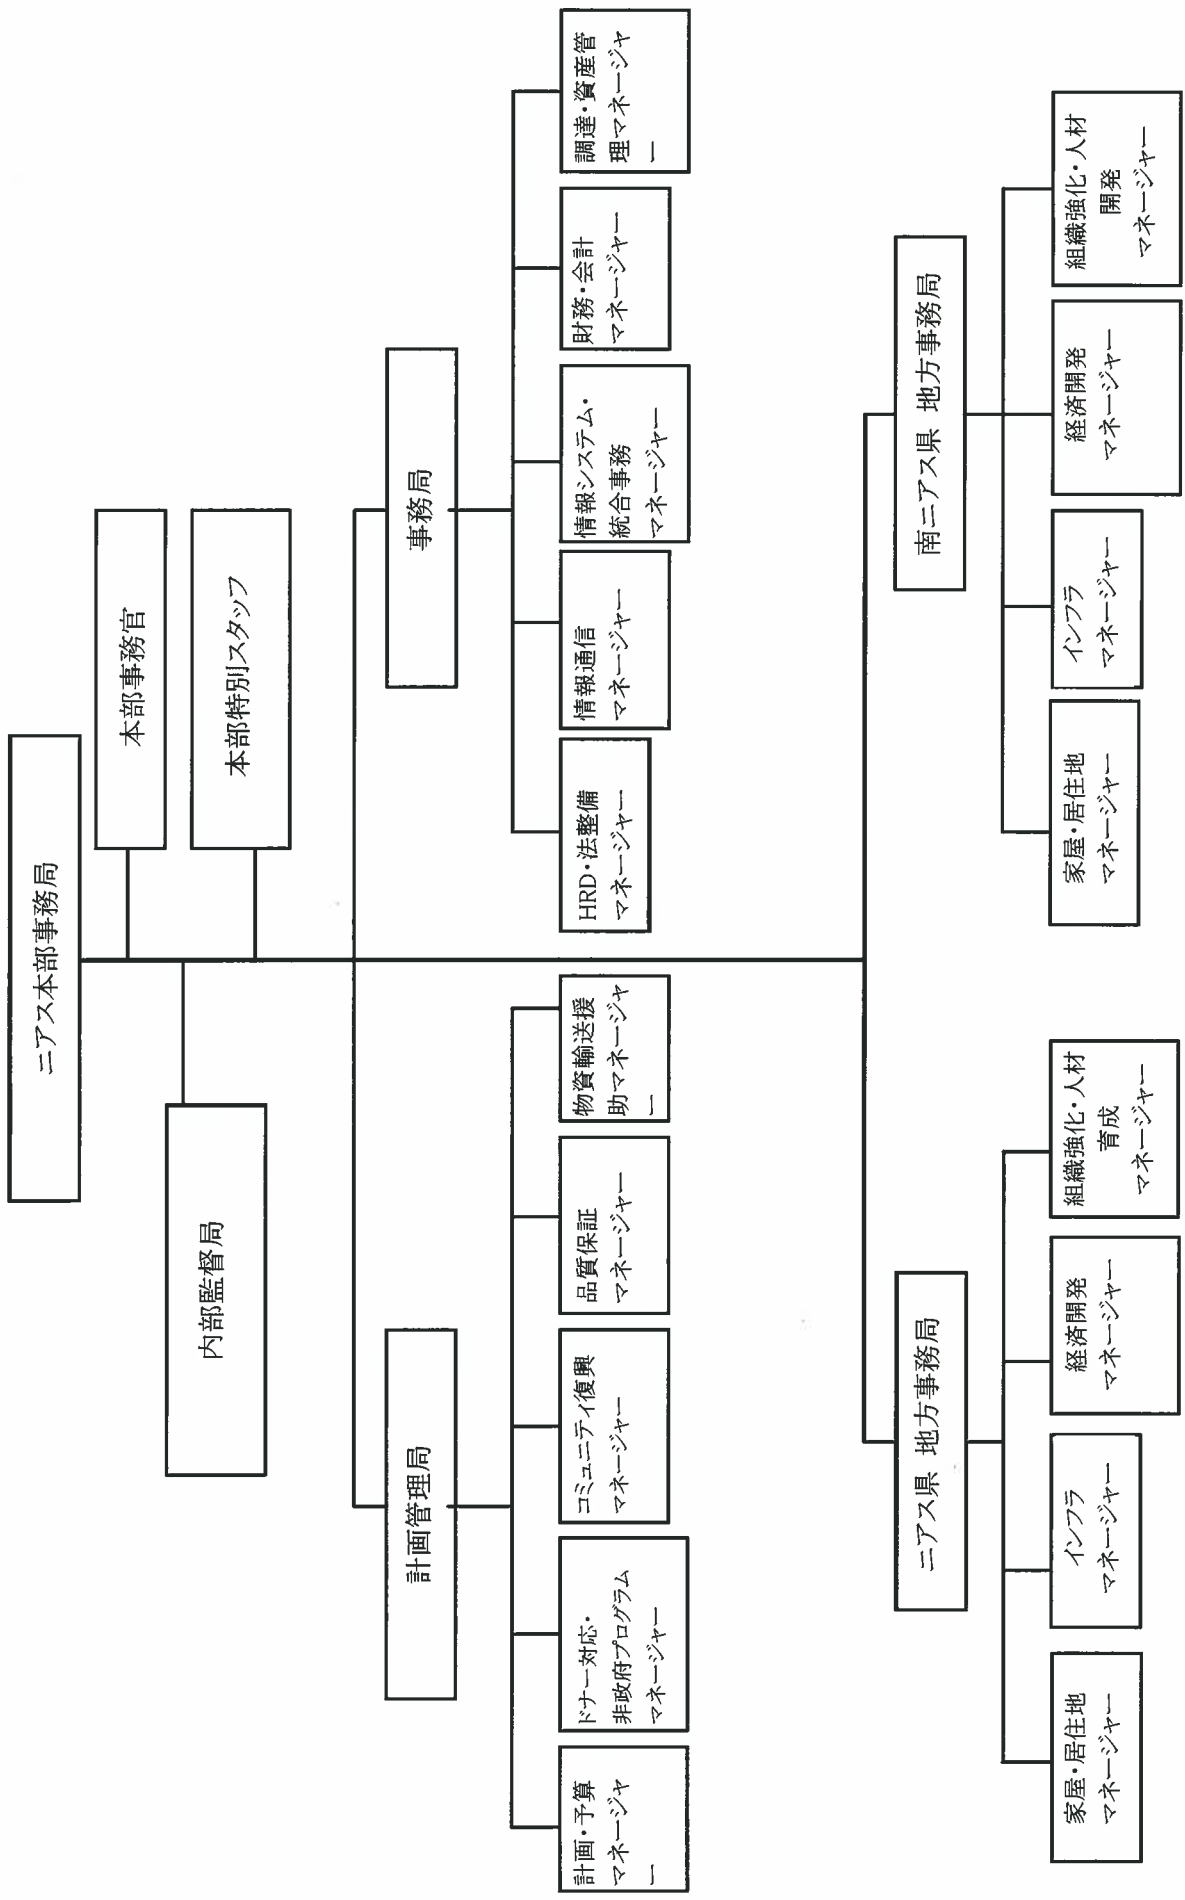 ニアス本部事務局
本部事務官
内部監督局
本部特別スタッフ
計画管理局
事務局
計画・予算
マネージャ
ー
ドナー対応・
非政府プログラム
マネージャー
コミュニティ復興
マネージャー
品質保証
マネージャー
物資輸送援
助マネージャ
ー
HRD・法整備
マネージャー
情報通信
マネージャー
情報システム・
統合事務
マネージャー
財務・会計
マネージャー
調達・資産管
理マネージャ
ー
ニアス県 地方事務局
南ニアス県 地方事務局
家屋・居住地
マネージャー
インフラ
マネージャー
経済開発
マネージャー
組織強化・人材
育成
マネージャー
家屋・居住地
マネージャー
インフラ
マネージャー
経済開発
マネージャー
組織強化・人材
開発
マネージャー